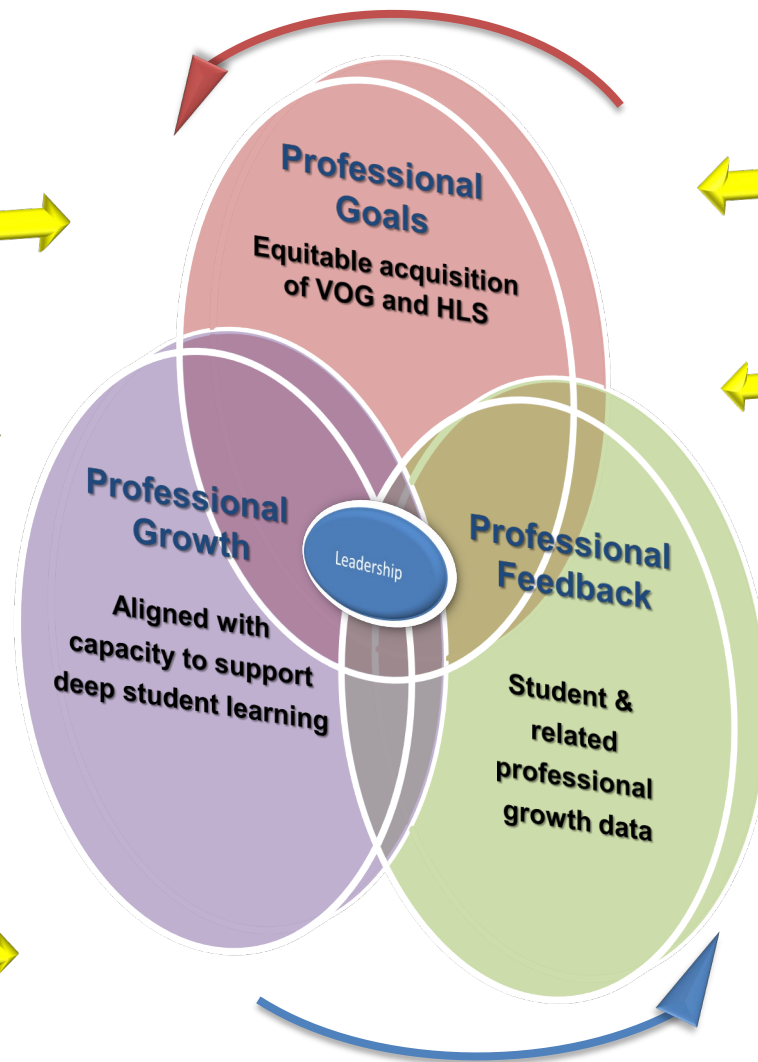 Professional
Goals
Equitable acquisition
of VOG and HLS
Professional
Growth
Aligned with
capacity to support
deep student learning
Leadership
Professional
Feedback
Student &
related
professional
growth data